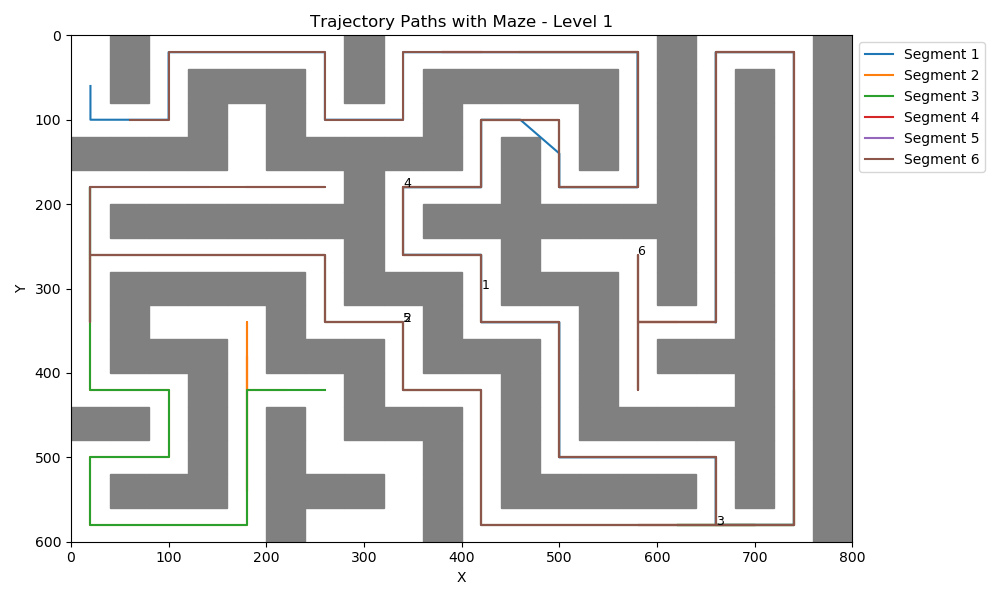 Trajectory Paths with Maze - Level 1
0
100
200
300
400
500
600
Y
0 100 200 300 400 500 600 700 800
X
4
6
1
2
3
Segment 1
Segment 2
Segment 3
Segment 4
Segment 5
Segment 6